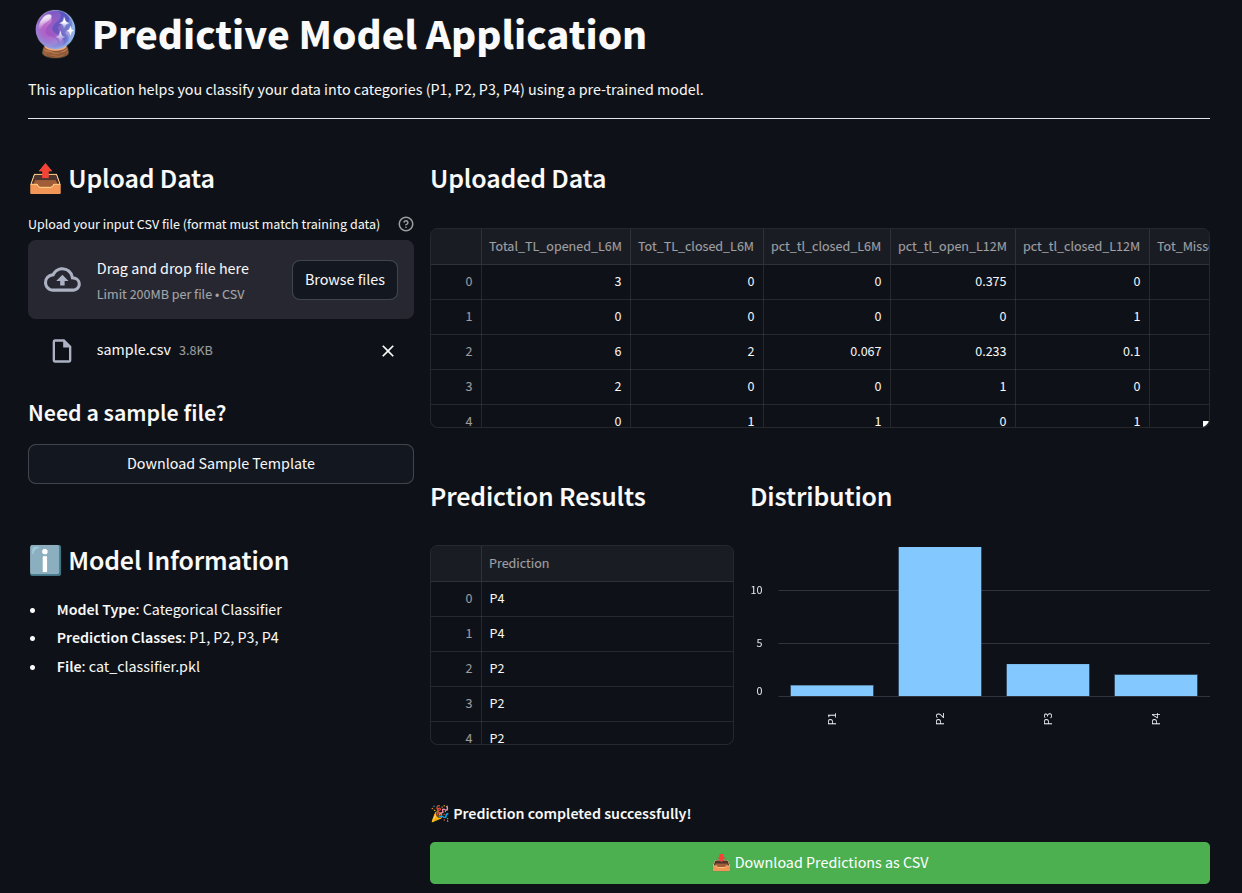 Predictive Model Application
This application helps you classify your data into categories (P1, P2, P3, P4) using a pre-trained model.
Upload Data
Upload your input CSV file (format must match training data)
Drag and drop file here
Limit 200MB per file • CSV
Browse files
sample.csv 3.8KB
Need a sample file?
Download Sample Template
Model Information
• Model Type: Categorical Classifier
• Prediction Classes: P1, P2, P3, P4
• File: cat_classifier.pkl
Uploaded Data
Total_TL_opened_L6M Tot_TL_closed_L6M pct_tl_closed_L6M pct_tl_open_L12M pct_tl_closed_L12M Tot_Miss
0 3 0 0 0.375 0
1 0 0 0 0 1
2 6 2 0.067 0.233 0.1
3 2 0 0 1 0
4 0 1 1 0 1
Prediction Results
Prediction
0 P4
1 P4
2 P2
3 P2
4 P2
Distribution
10
5
0
P1 P2 P3 P4
Prediction completed successfully!
Download Predictions as CSV